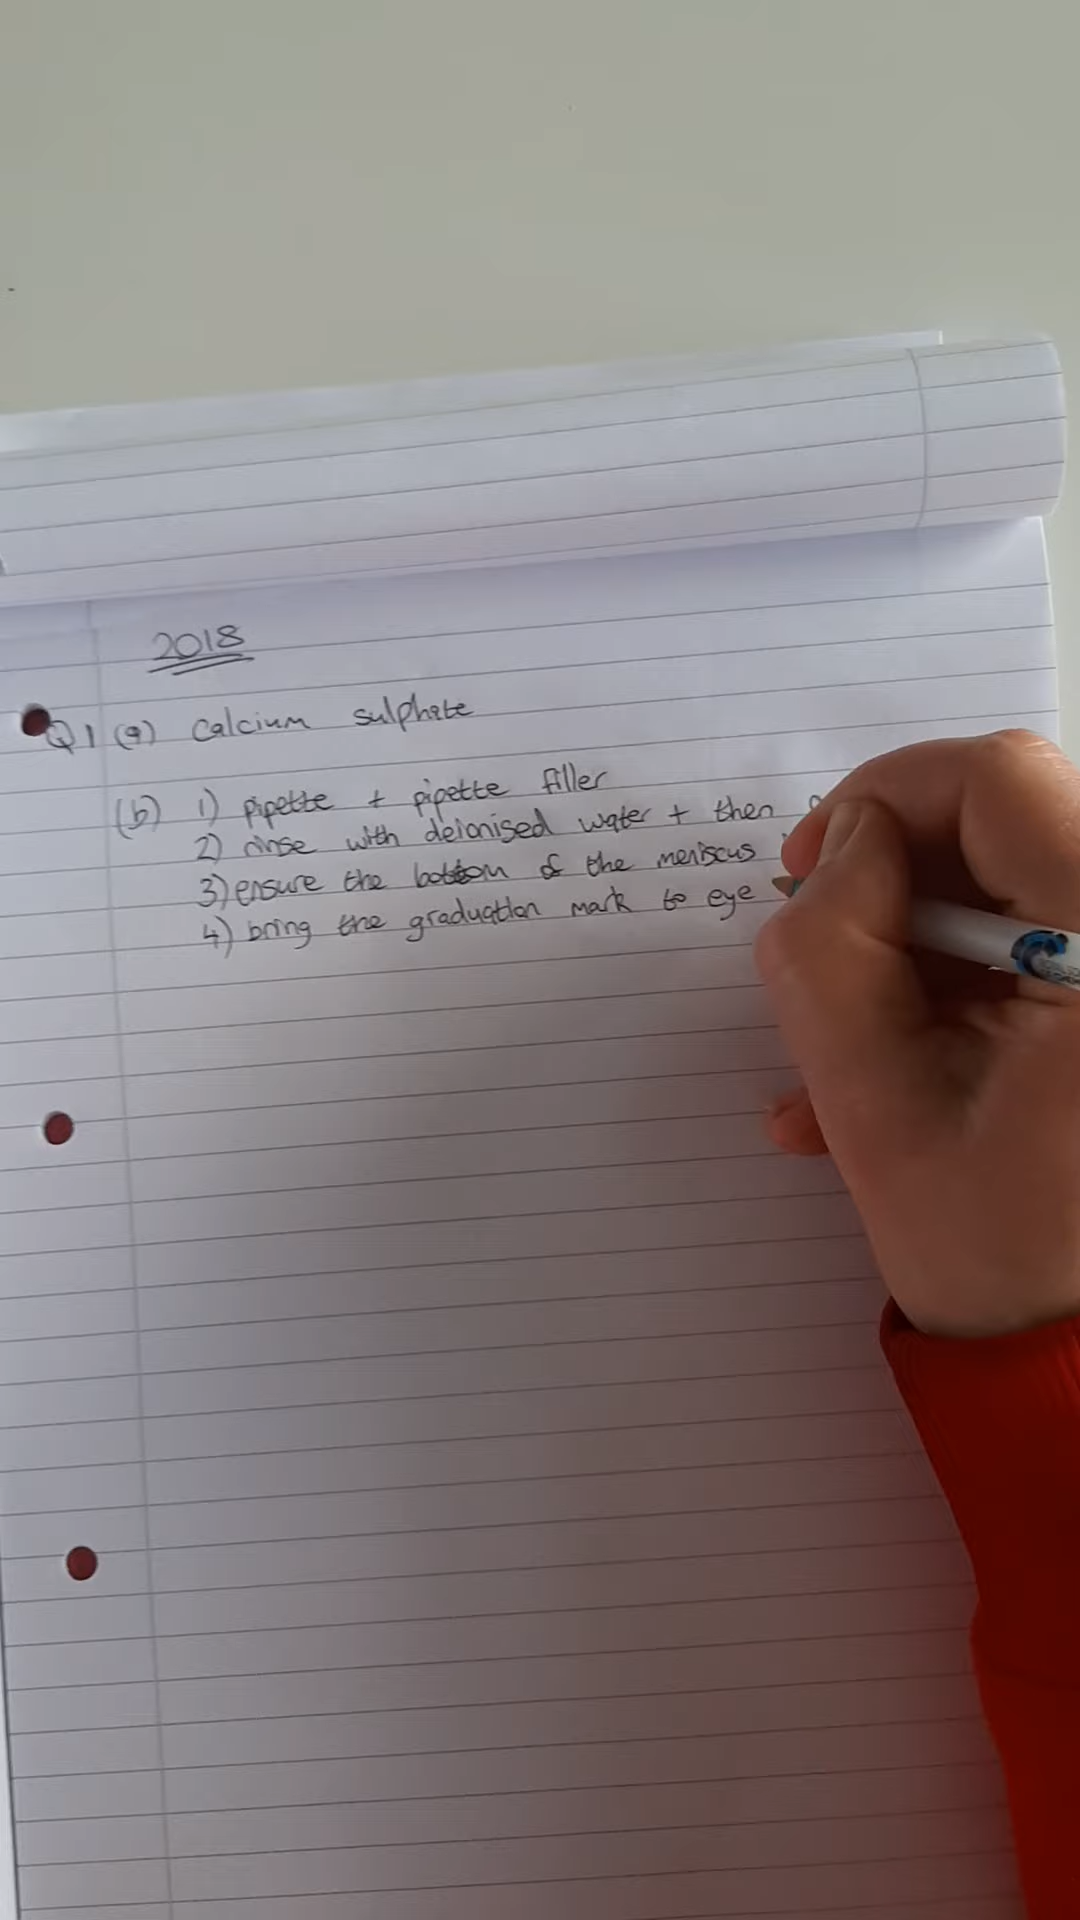 2018
Q1 (a) Calcium sulphate
(b) 1) pipette + pipette filler
2) rinse with deionised water + then
3) ensure the bottom of the meniscus
4) bring the graduation mark to eye